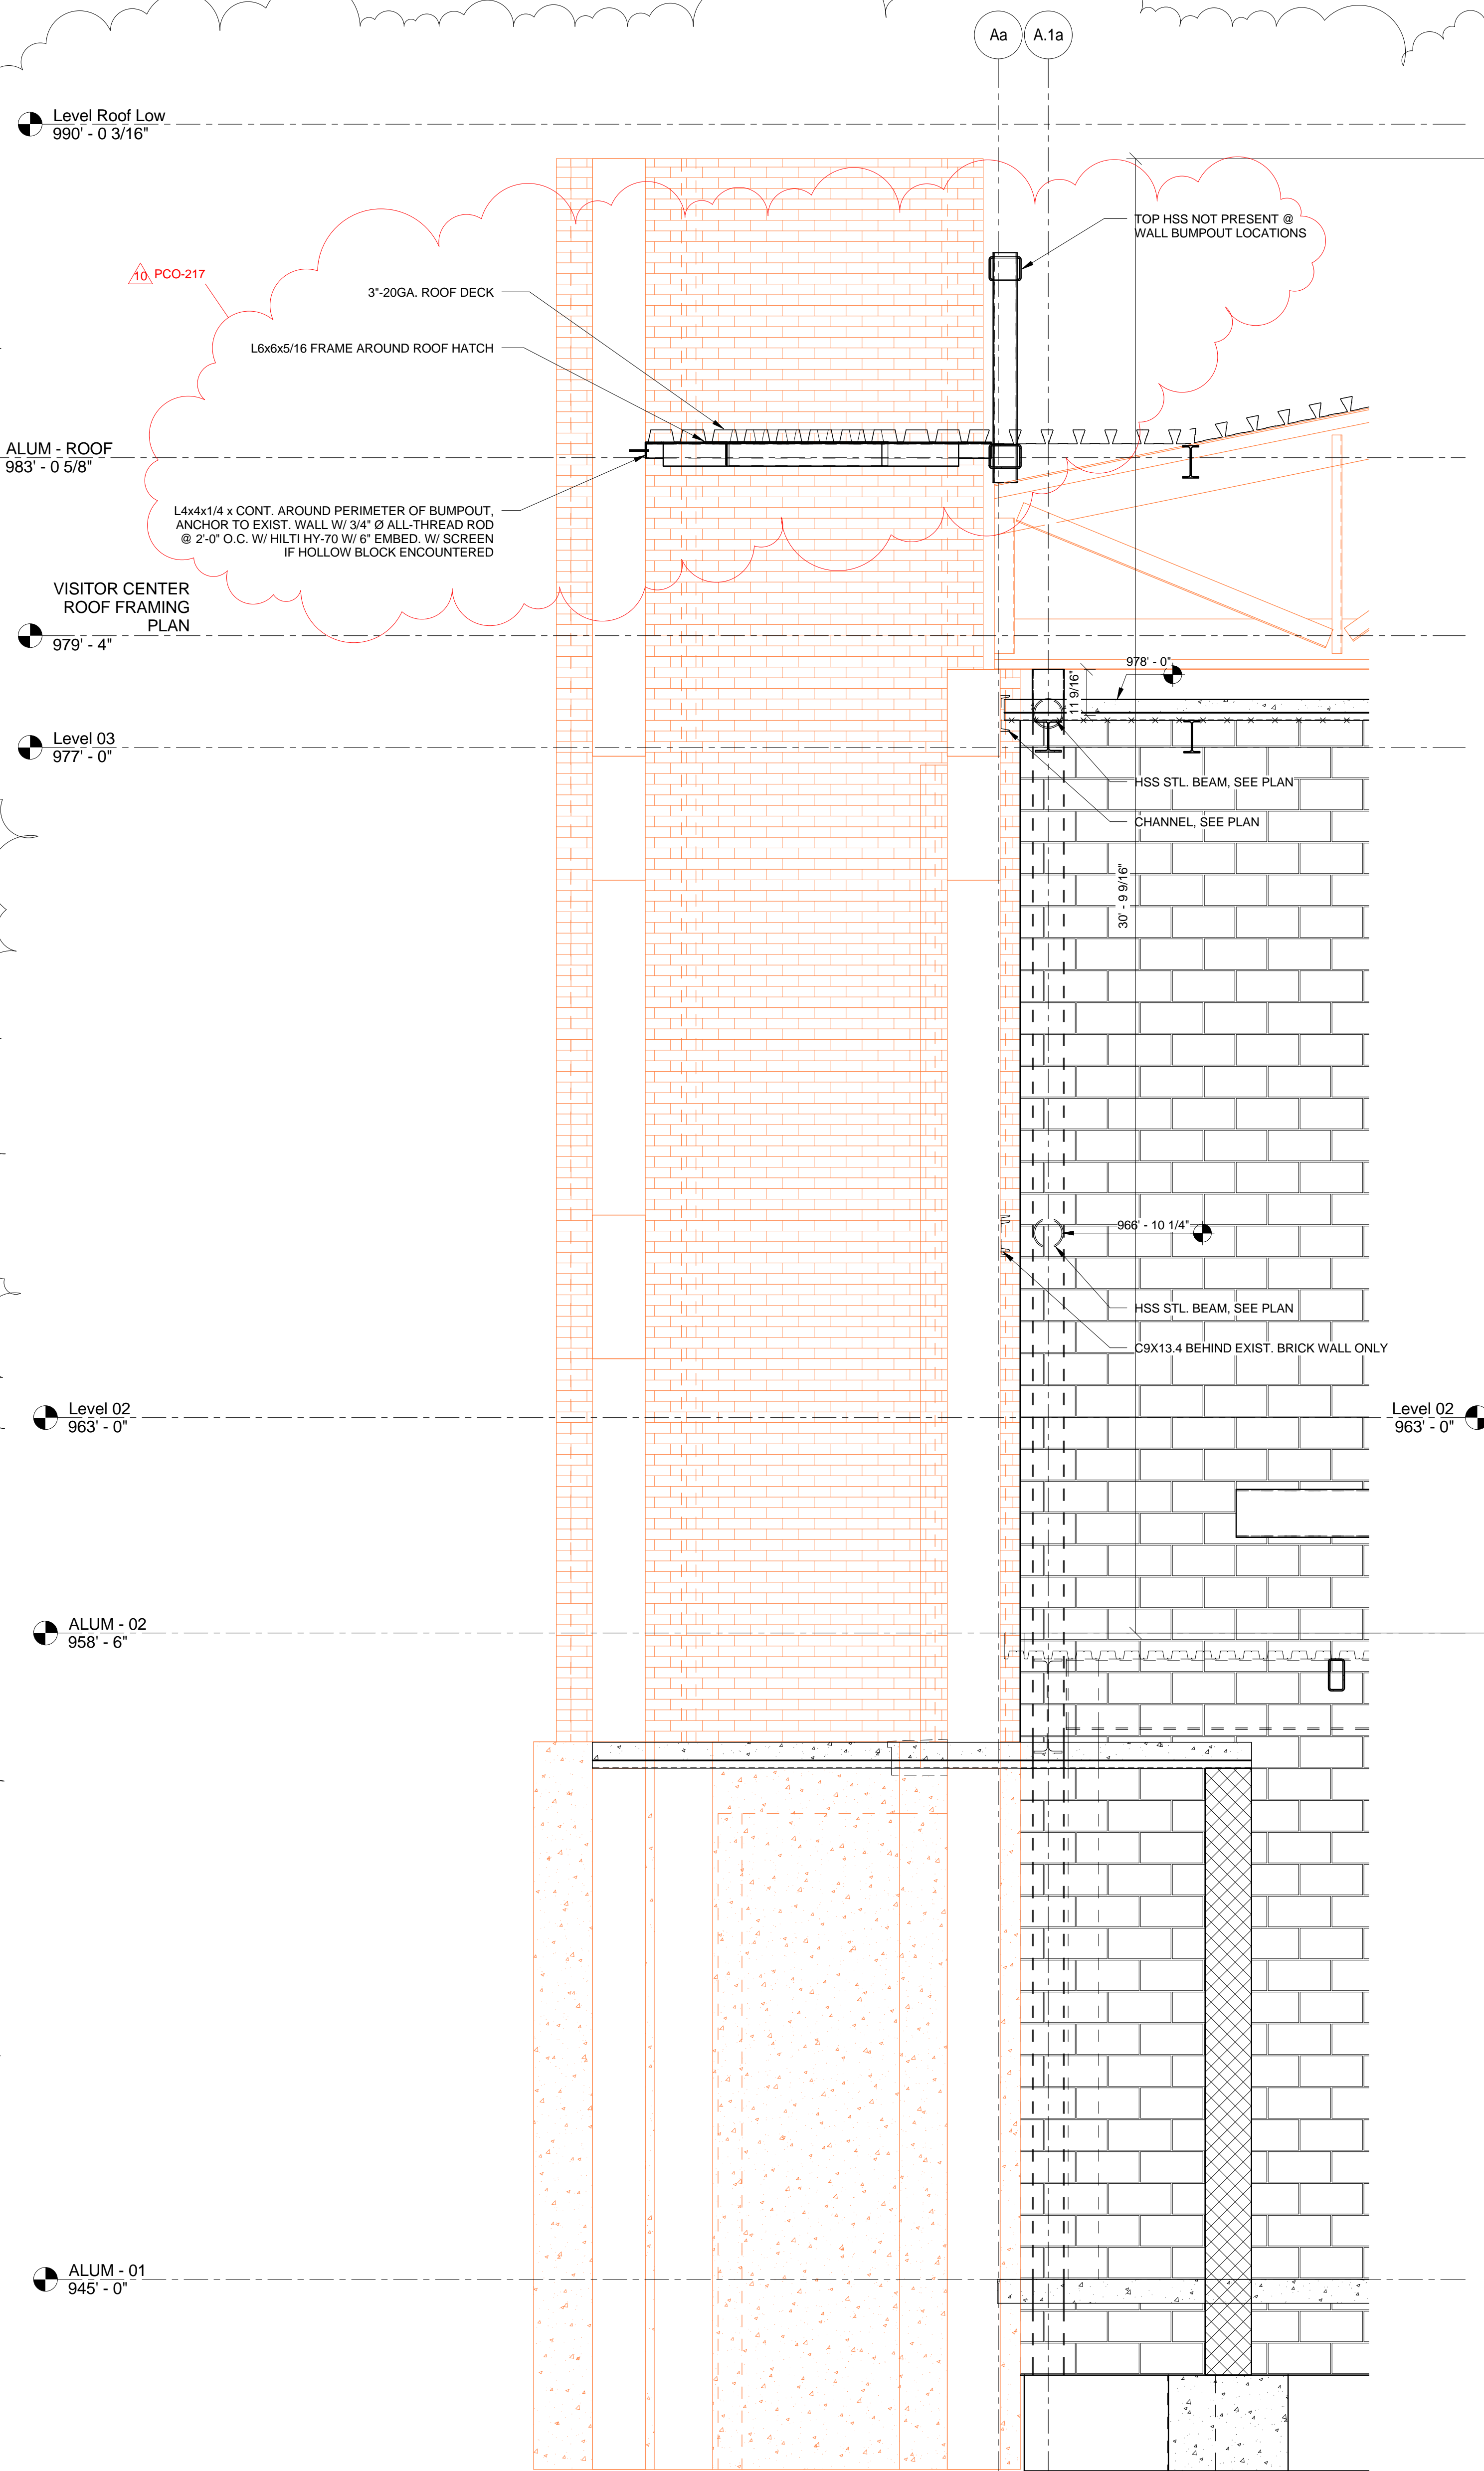 Aa
A.1a
Level Roof Low
990' - 0 3/16"
TOP HSS NOT PRESENT @
WALL BUMPOUT LOCATIONS
10 PCO-217
3"-20GA. ROOF DECK
L6x6x5/16 FRAME AROUND ROOF HATCH
ALUM - ROOF
983' - 0 5/8"
L4x4x1/4 x CONT. AROUND PERIMETER OF BUMPOUT,
ANCHOR TO EXIST. WALL W/ 3/4" Ø ALL-THREAD ROD
@ 2'-0" O.C. W/ HILTI HY-70 W/ 6" EMBED. W/ SCREEN
IF HOLLOW BLOCK ENCOUNTERED
VISITOR CENTER
ROOF FRAMING
PLAN
979' - 4"
978' - 0"
11 9/16"
Level 03
977' - 0"
HSS STL. BEAM, SEE PLAN
CHANNEL, SEE PLAN
30' - 9 9/16"
966' - 10 1/4"
HSS STL. BEAM, SEE PLAN
C9X13.4 BEHIND EXIST. BRICK WALL ONLY
Level 02
963' - 0"
Level 02
963' - 0"
ALUM - 02
958' - 6"
ALUM - 01
945' - 0"